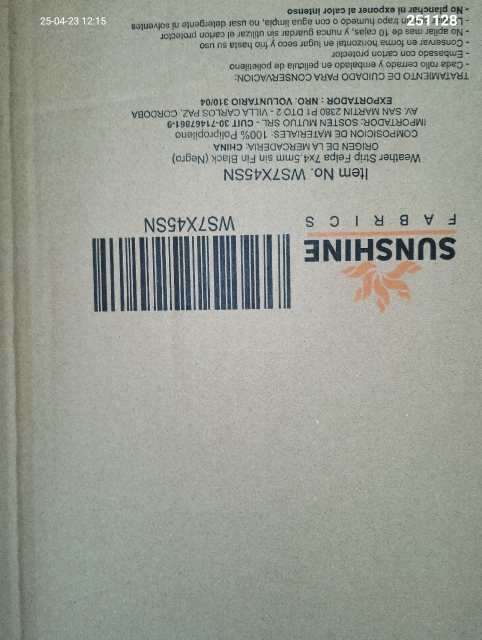 25-04-23 12:15
251128
SUNSHINE
FABRICS
WS7X45SN
Item No. WS7X45SN
Weather Strip Felpa 7x4.5mm Sin Fin Black (Negro)
ORIGEN DE LA MERCADERIA: CHINA
COMPOSICION DE MATERIALES: 100% Polipropileno
IMPORTADOR: SOSTEN MUTUO SRL - CUIT 30-71467861-9
AV. SAN MARTIN 2380 P1 DTO 2 - VILLA CARLOS PAZ, CORDOBA
EXPORTADOR: NRO. VOLUNTARIO 310/04
TRATAMIENTO DE CUIDADO PARA CONSERVACION:
- Cada rollo cerrado y embalado en película de polietileno
- Embasado con carton protector
- Conservar en forma horizontal en lugar seco y frío hasta su uso
- No apilar mas de 10 cajas, y nunca guardar sin utilizar el carton protector
trapo humedo o con agua limpia, no usar detergente ni solventes
- No planchar ni exponer al calor intenso